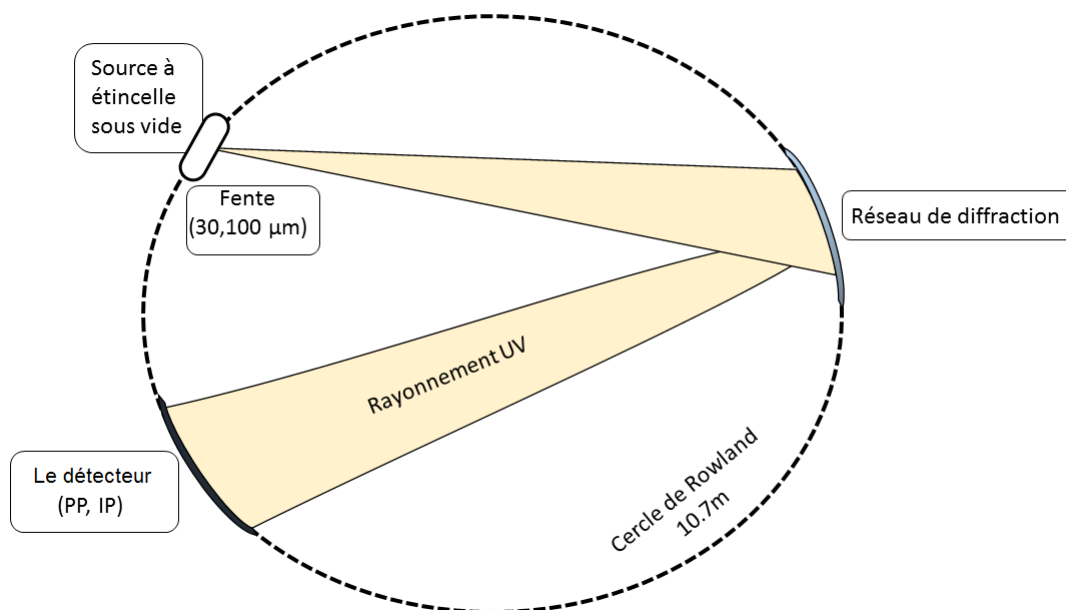 Source à
étincelle
sous vide
Fente
(30,100 µm)
Réseau de diffraction
Rayonnement UV
Le détecteur
(PP, IP)
Cercle de Rowland
10.7m